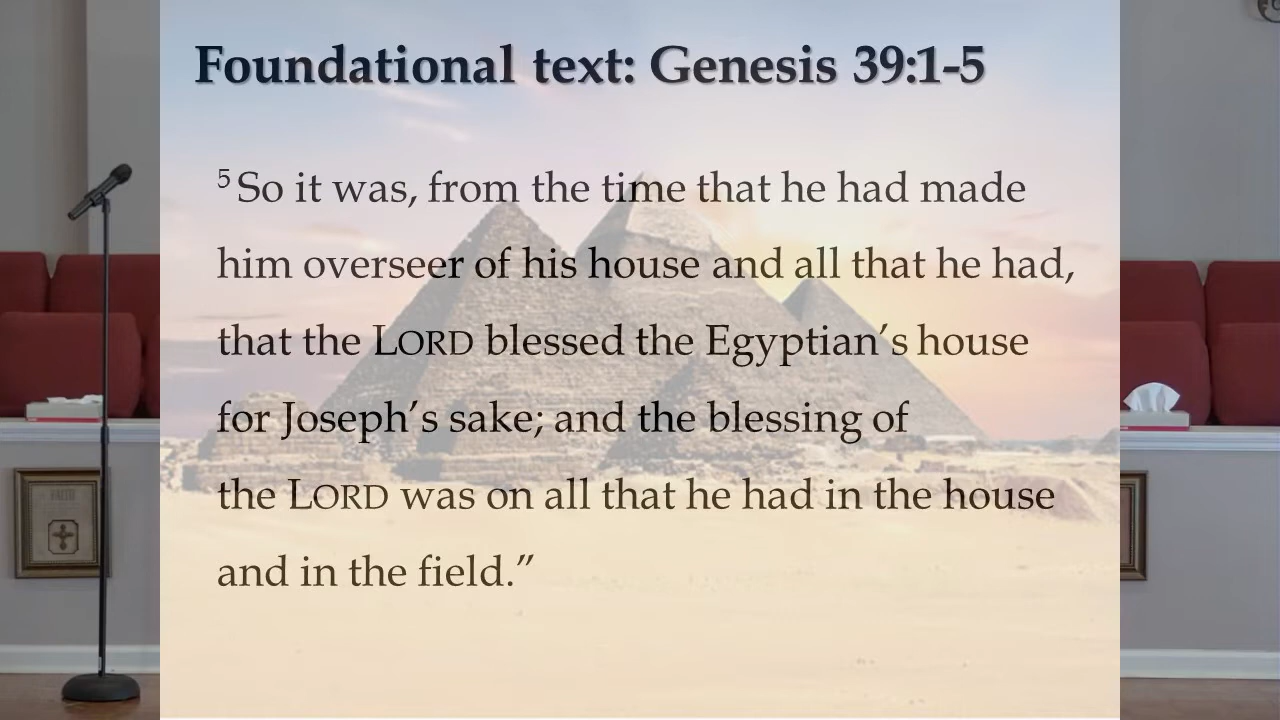 Foundational text: Genesis 39:1-5
5 So it was, from the time that he had made
him overseer of his house and all that he had,
that the LORD blessed the Egyptian’s house
for Joseph’s sake; and the blessing of
the LORD was on all that he had in the house
and in the field.”